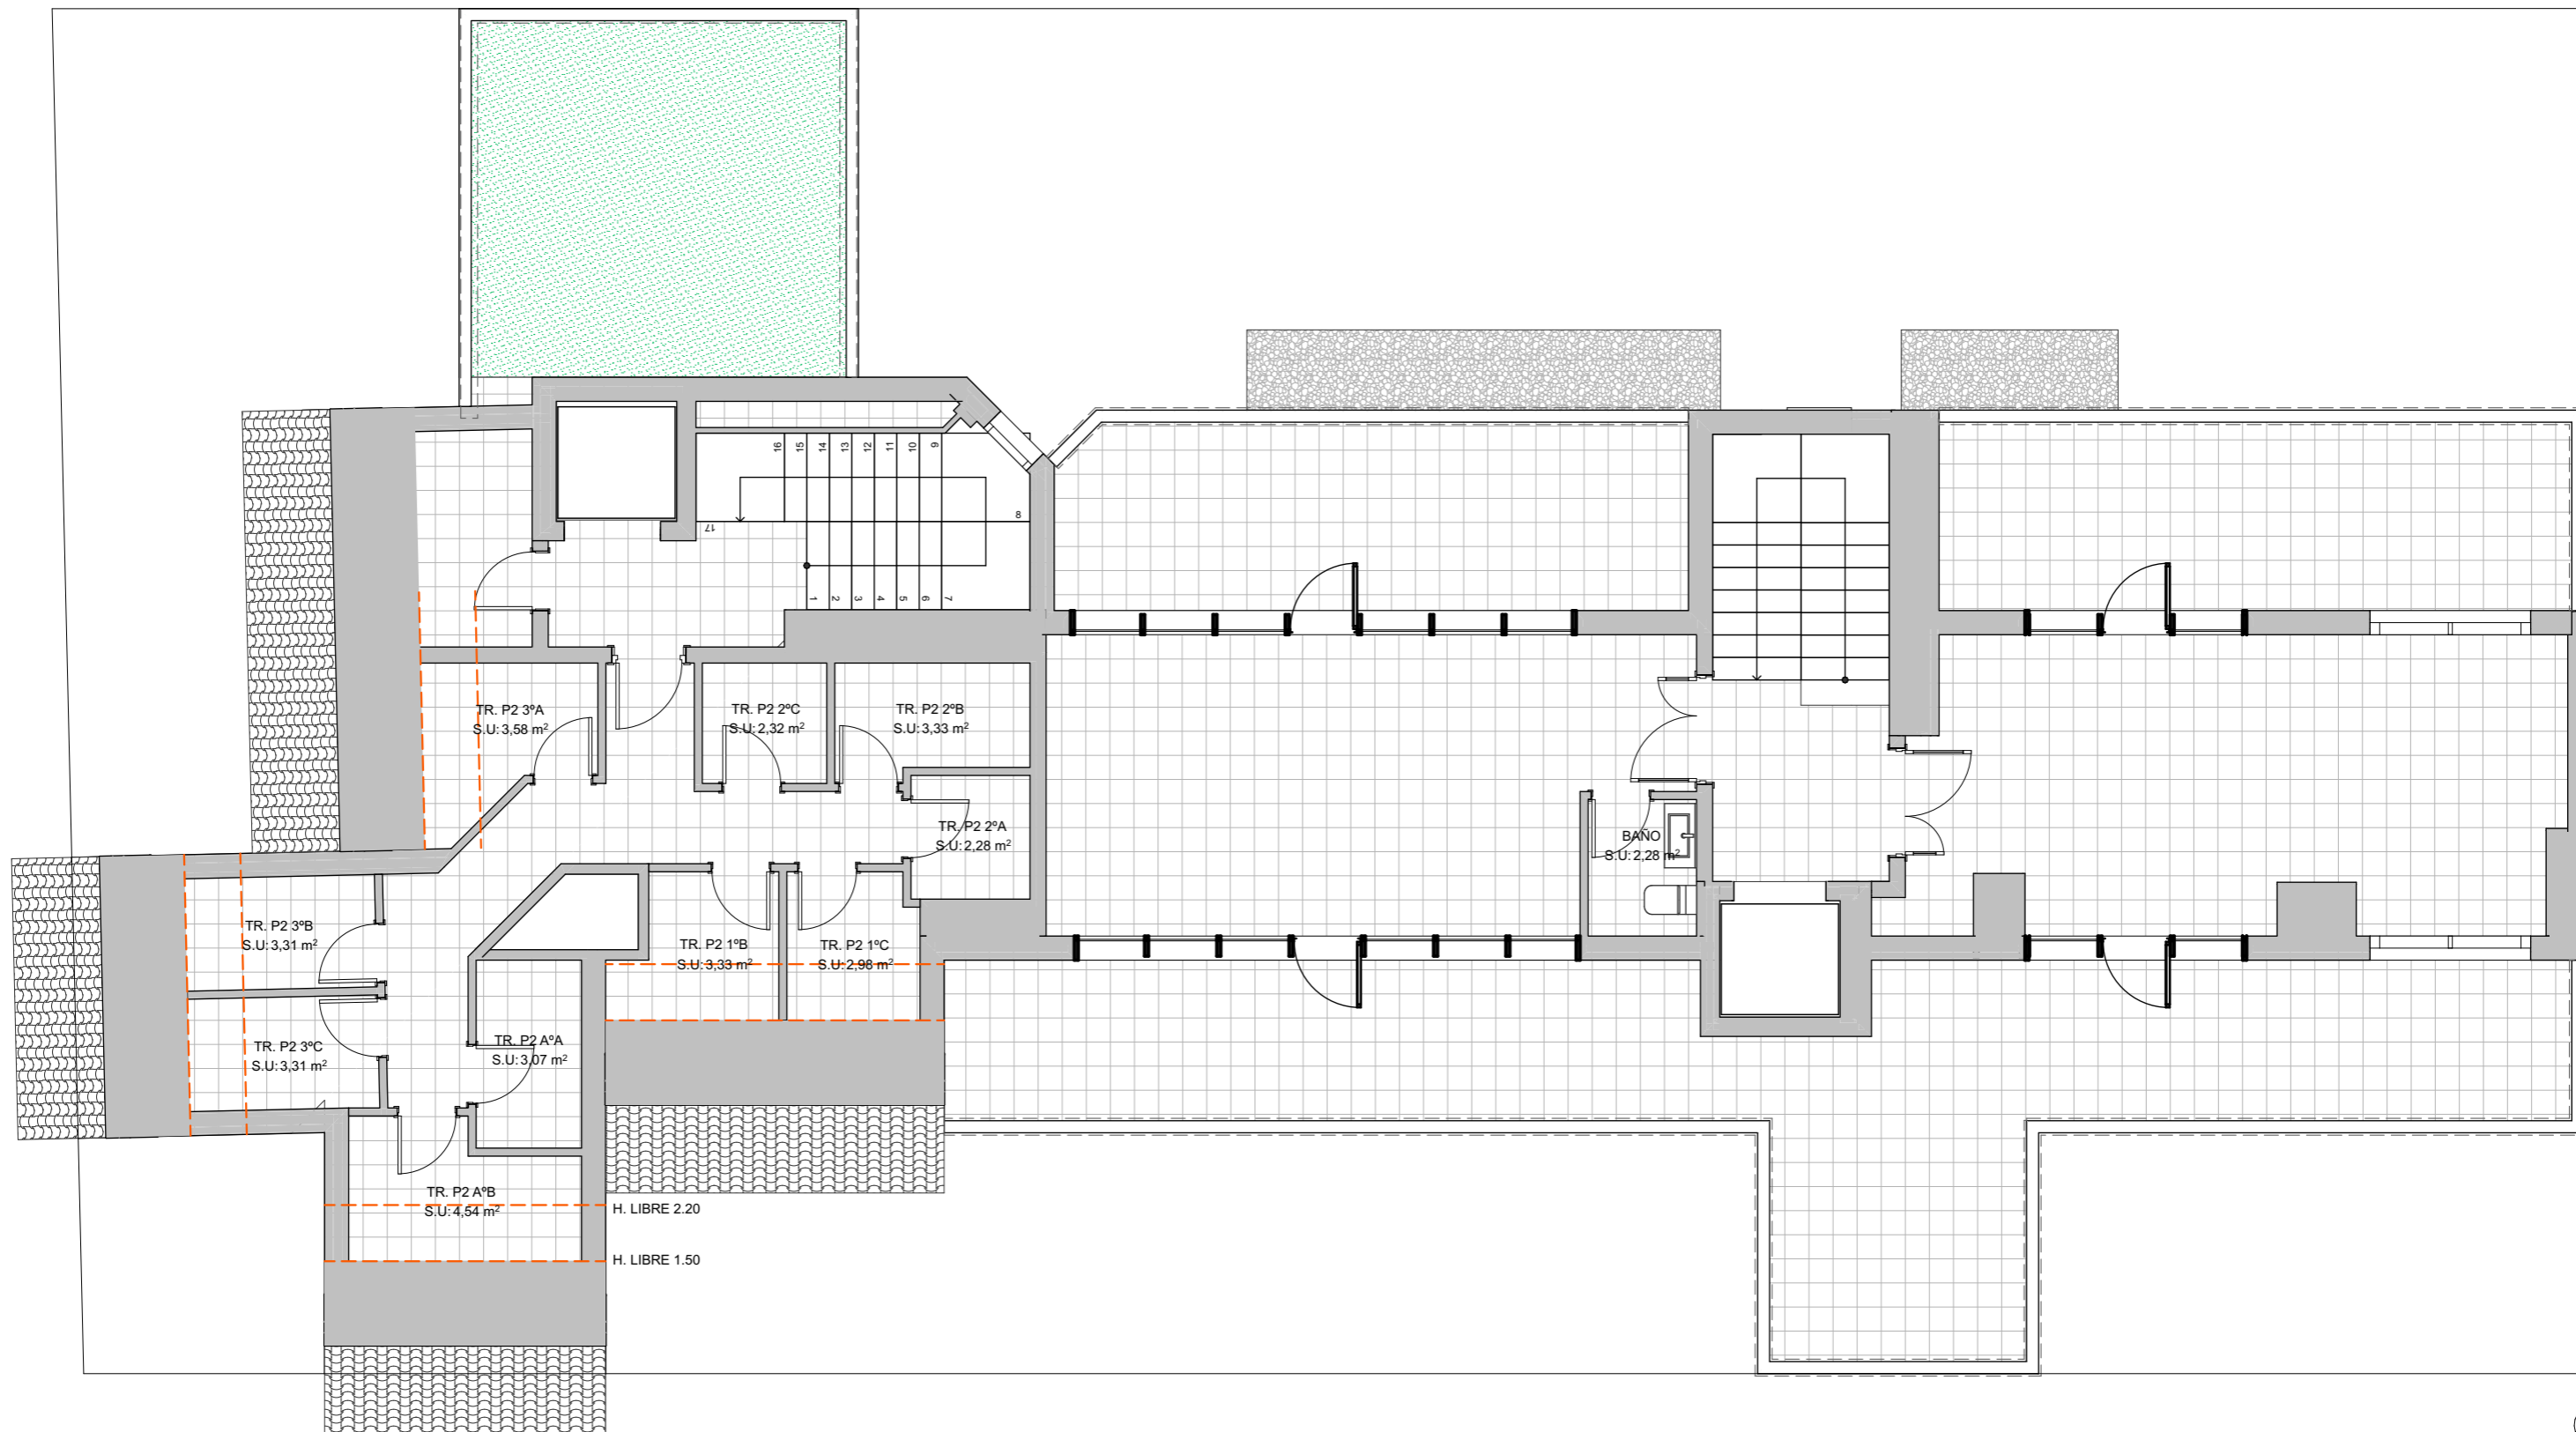 16
15
14
13
12
11
10
9
8
17
1
2
3
4
5
6
7
TR. P2 3ºA
S.U: 3,58 m²
TR. P2 2ºC
S.U: 2,32 m²
TR. P2 2ºB
S.U: 3,33 m²
TR. P2 2ºA
S.U: 2,28 m²
BAÑO
S.U: 2,28 m²
TR. P2 3ºB
S.U: 3,31 m²
TR. P2 1ºB
S.U: 3,33 m²
TR. P2 1ºC
S.U: 2,98 m²
TR. P2 3ºC
S.U: 3,31 m²
TR. P2 AºA
S.U: 3,07 m²
TR. P2 AºB
S.U: 4,54 m²
H. LIBRE 2.20
H. LIBRE 1.50